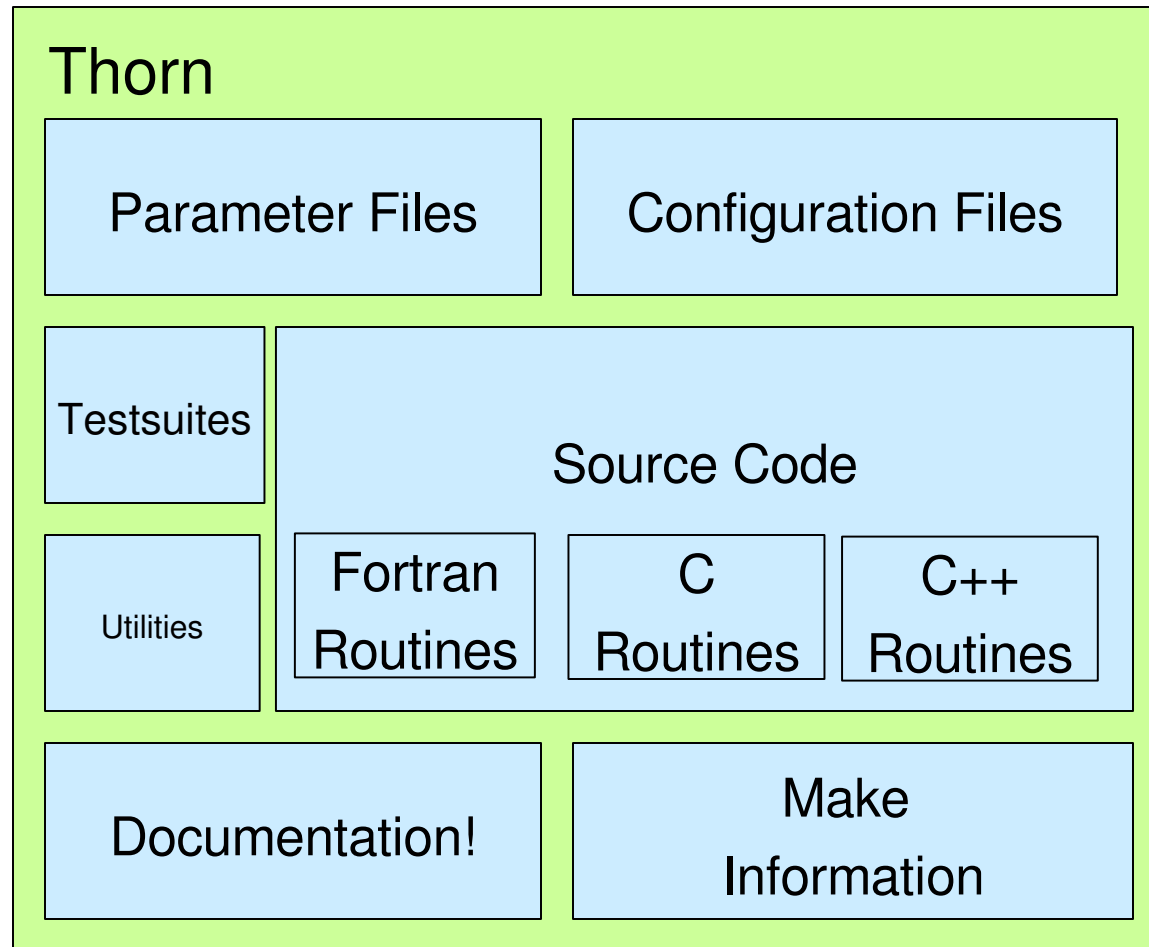 Thorn
Parameter Files
Configuration Files
Testsuites
Source Code
Utilities
Fortran
Routines
C
Routines
C++
Routines
Documentation!
Make
Information